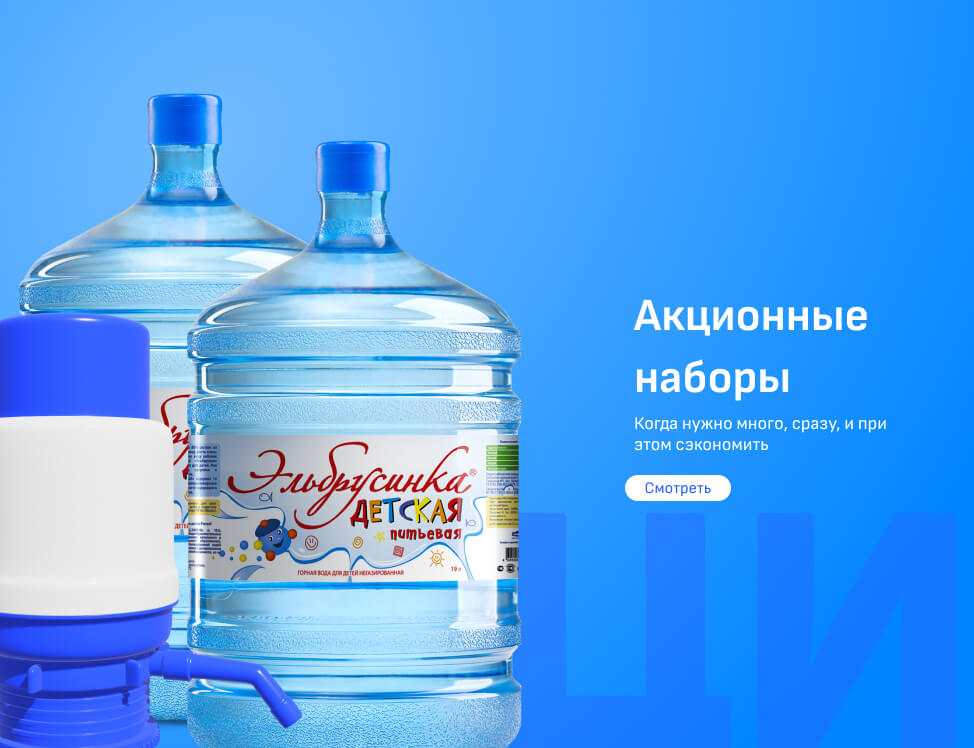 Акционные
наборы
Когда нужно много, сразу, и при
этом сэкономить
Смотреть
Эльбрусинка®
ДЕТСКАЯ
питьевая
ГОРНАЯ ВОДА ДЛЯ ДЕТЕЙ НЕГАЗИРОВАННАЯ
19 л
ЦИ